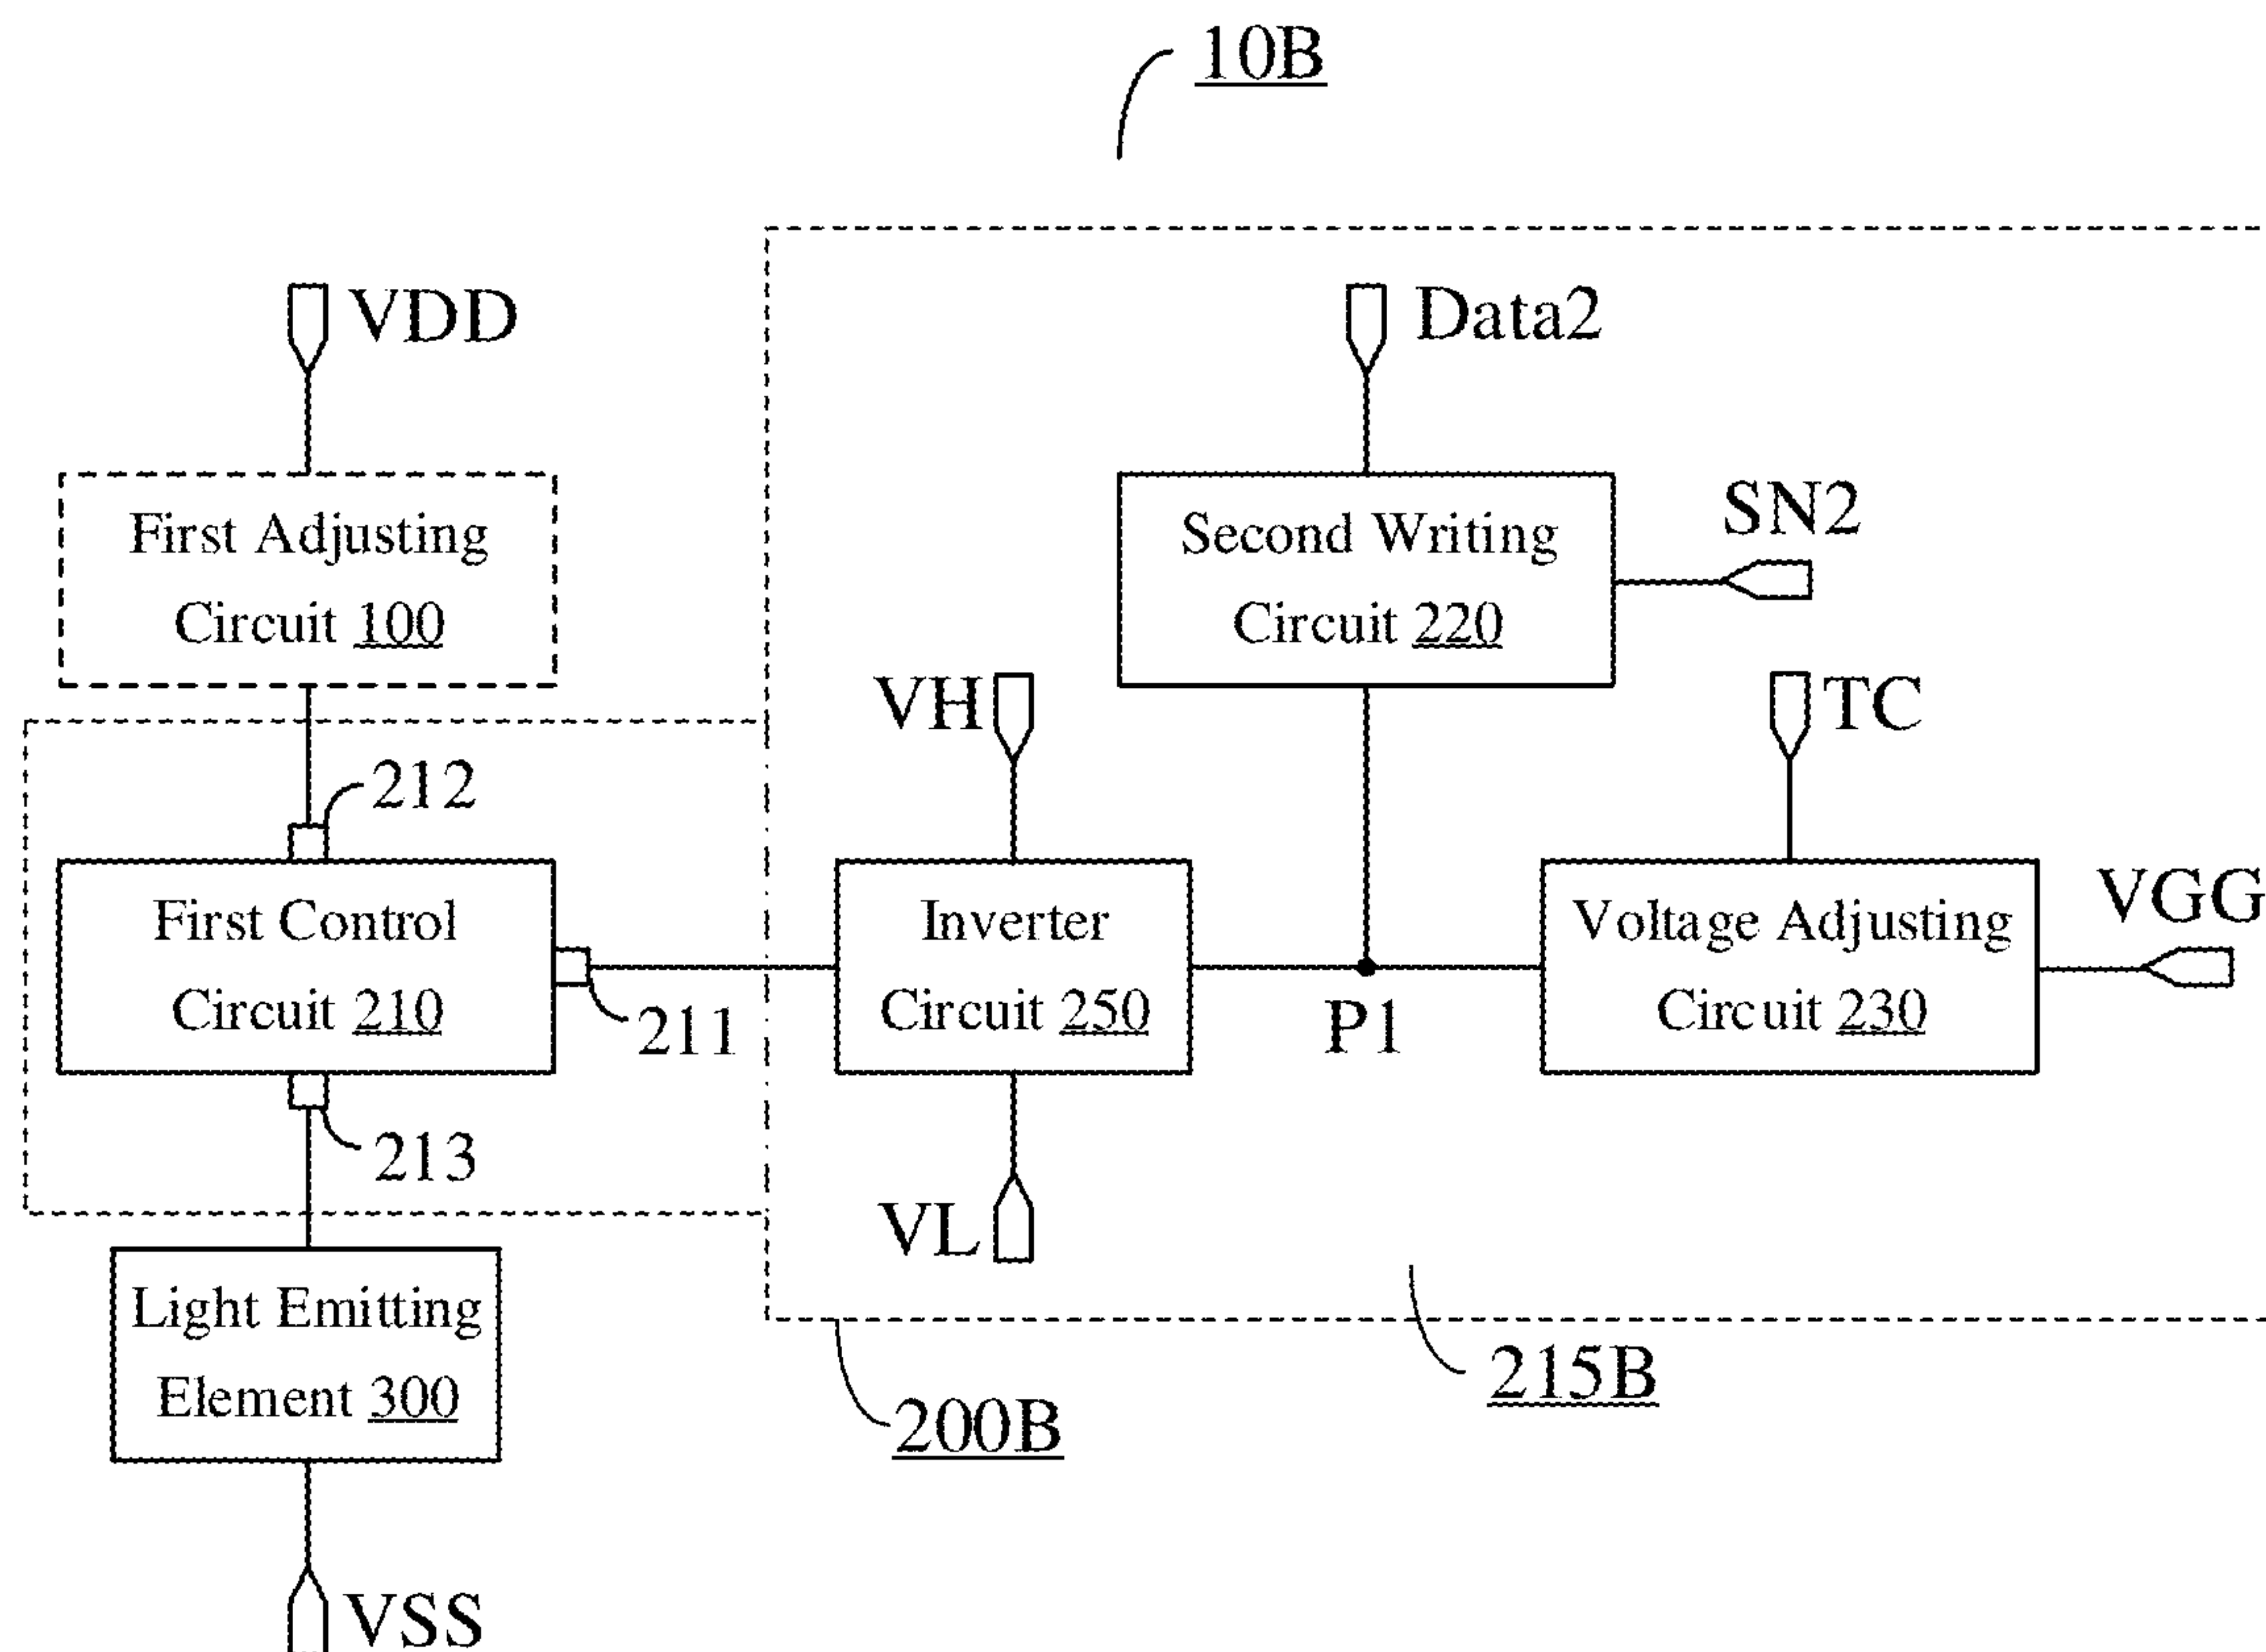 10B
VDD
Data2
First Adjusting
Circuit 100
Second Writing
Circuit 220
SN2
VH
TC
212
First Control
Circuit 210
211
Inverter
Circuit 250
P1
Voltage Adjusting
Circuit 230
VGG
213
VL
Light Emitting
Element 300
215B
200B
VSS